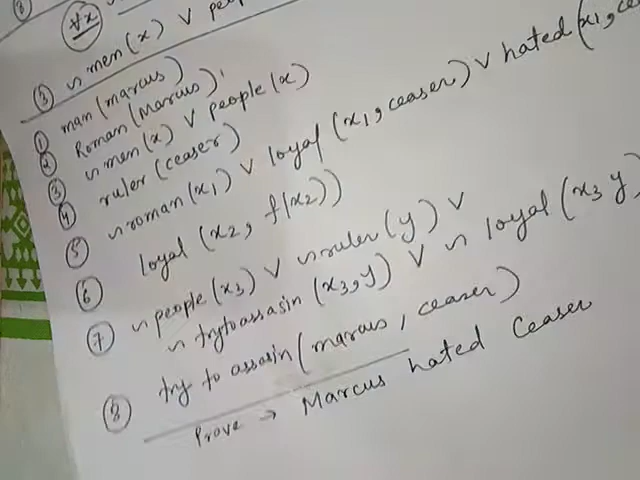 ∀x
③ ~ men(x) ∨
① man(marcus)
② Roman(Marcus)
③ ~ men(x) ∨ people(x)
④ ruler(ceaser)
⑤ ~ roman(x1) ∨ loyal(x1, ceaser) ∨ hated(x1,
⑥ loyal(x2, f(x2))
⑦ ~ people(x3) ∨ ~ ruler(y) ∨
~ trytoassasin(x3, y) ∨ ~ loyal(x3 y)
⑧ try to assasin(marcus, ceaser)
Prove → Marcus hated Ceaser